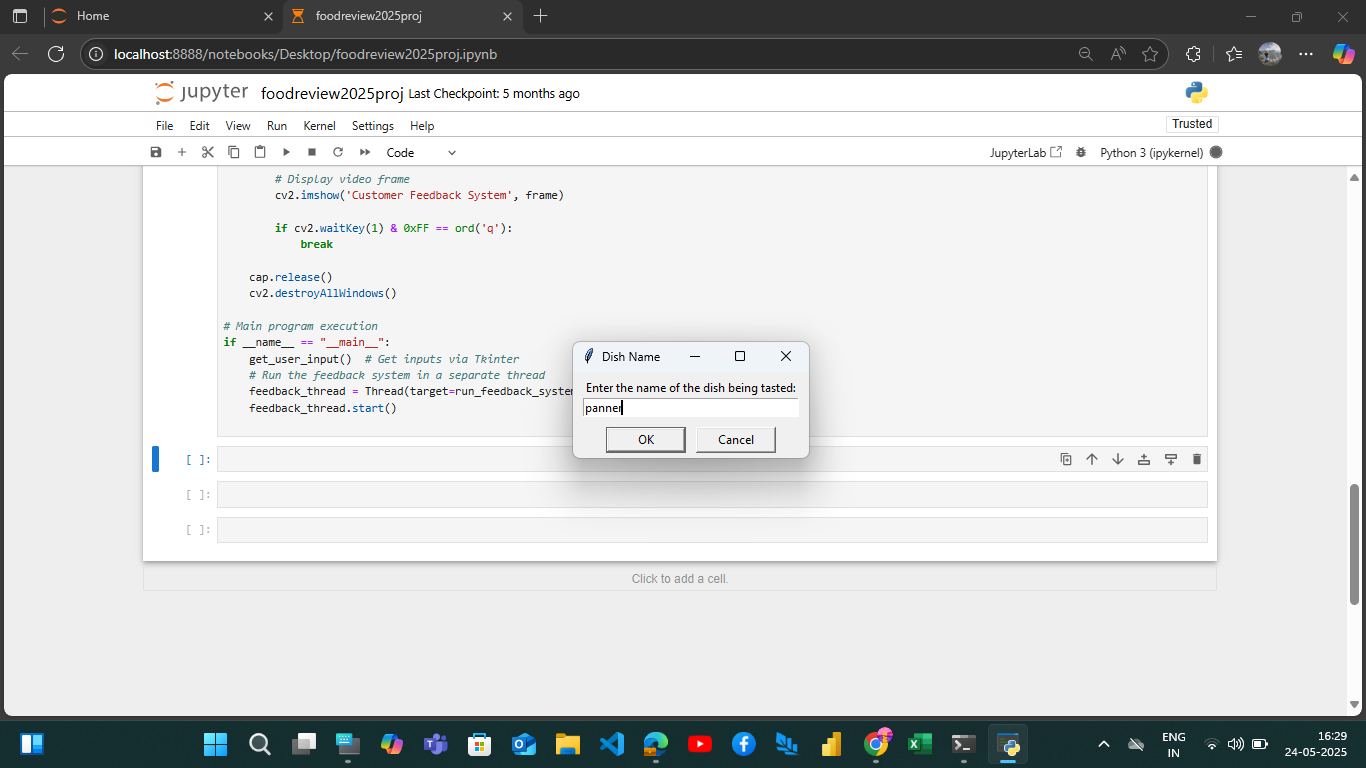 Home
foodreview2025proj
localhost:8888/notebooks/Desktop/foodreview2025proj.ipynb
jupyter foodreview2025proj Last Checkpoint: 5 months ago
File Edit View Run Kernel Settings Help
Trusted
Code
JupyterLab
Python 3 (ipykernel)
# Display video frame
cv2.imshow('Customer Feedback System', frame)
if cv2.waitKey(1) & 0xFF == ord('q'):
break
cap.release()
cv2.destroyAllWindows()
# Main program execution
if __name__ == "__main__":
get_user_input()  # Get inputs via Tkinter
# Run the feedback system in a separate thread
feedback_thread = Thread(target=run_feedback_system
feedback_thread.start()
Dish Name
Enter the name of the dish being tasted:
panner
OK Cancel
[ ]:
[ ]:
[ ]:
Click to add a cell.
ENG
IN
16:29
24-05-2025